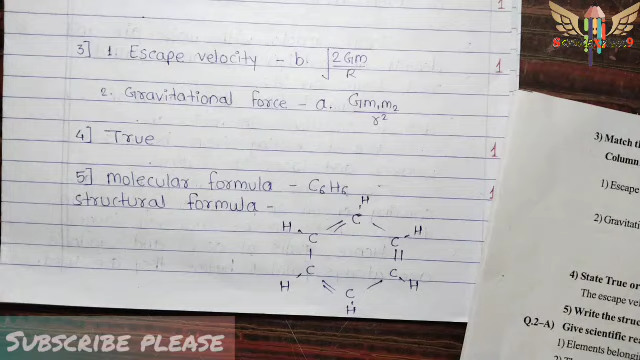 1
3] 1. Escape velocity - b. √2Gm/R
1
2. Gravitational force - a. Gm₁m₂/r²
4] True
1
5] molecular formula - C₆H₆
1
structural formula -
H
H C H
C C
C C
H C H
H
3) Match th
Column
1) Escape
2) Gravitati
4) State True or
The escape vel
5) Write the struc
Q.2-A) Give scientific re
1) Elements belong
SUBSCRIBE PLEASE